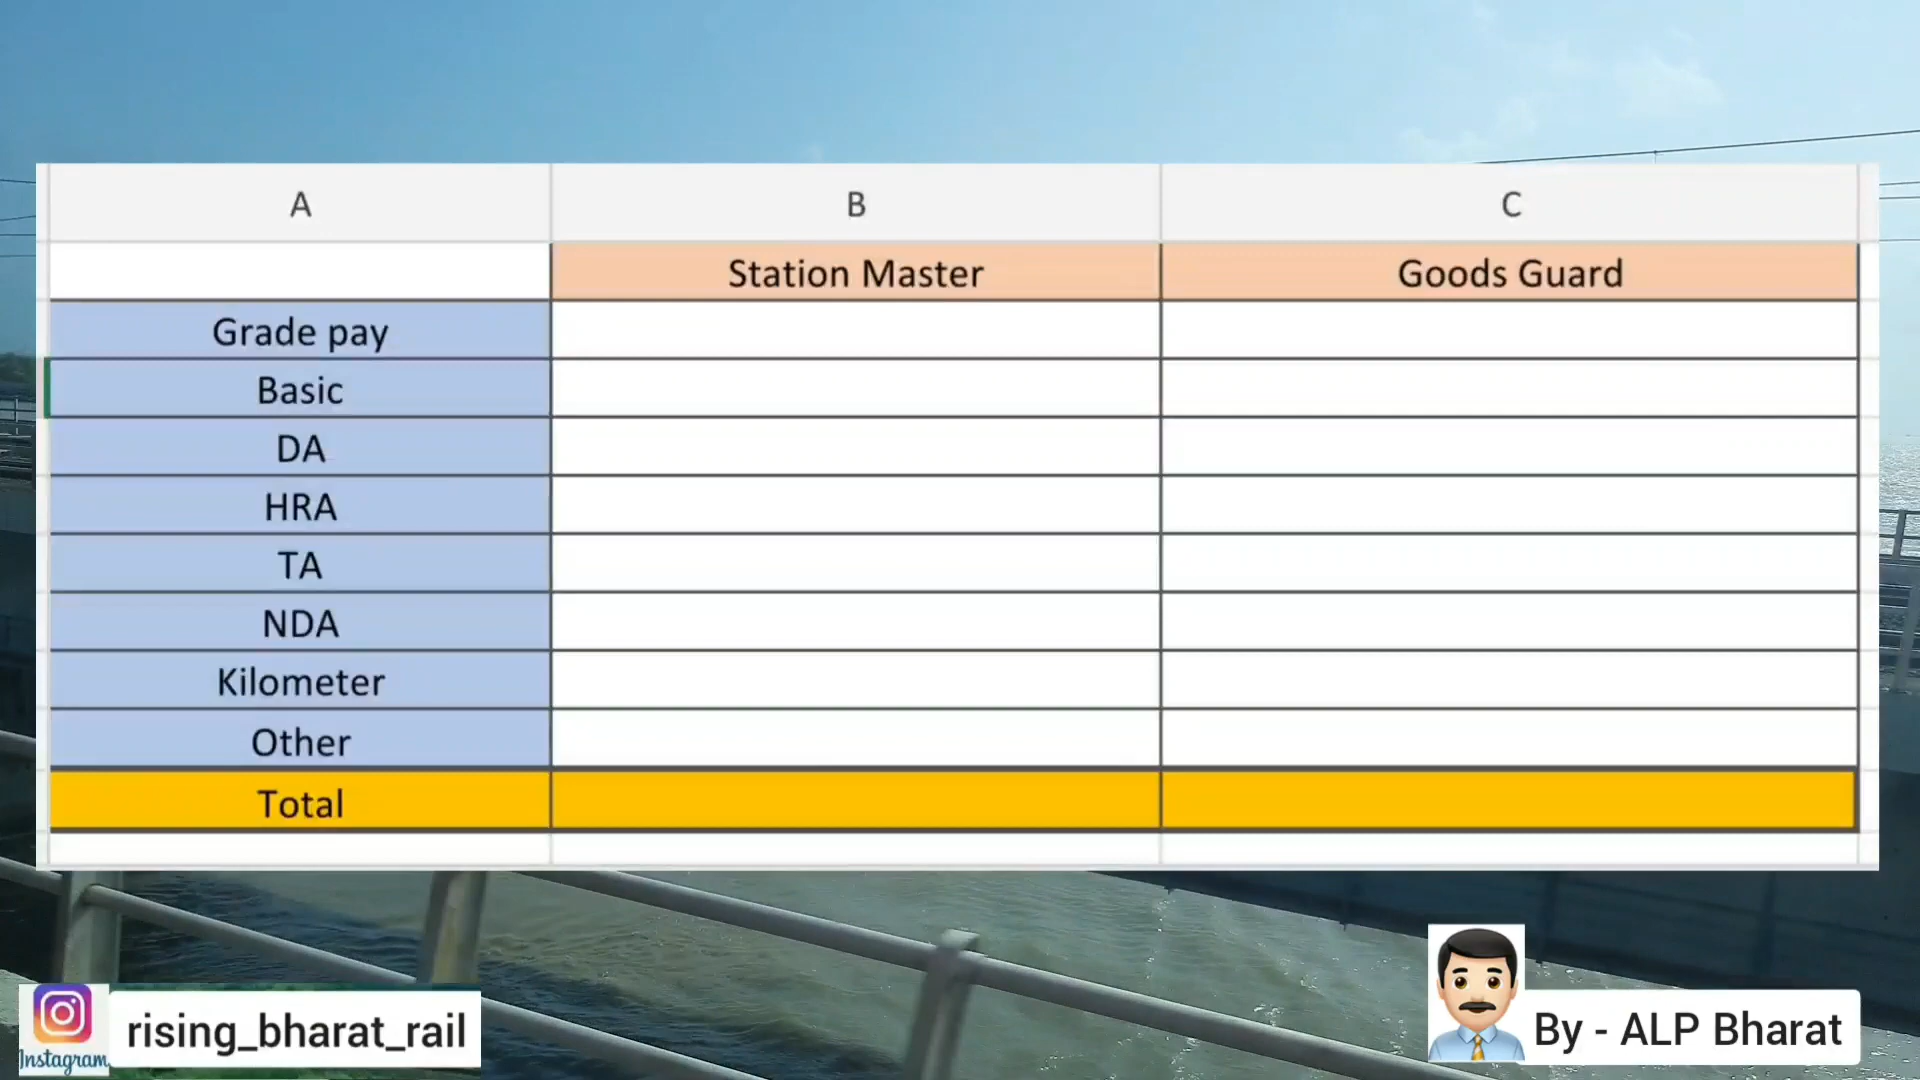 A B C
Station Master Goods Guard
Grade pay
Basic
DA
HRA
TA
NDA
Kilometer
Other
Total
Instagram
rising_bharat_rail
By - ALP Bharat